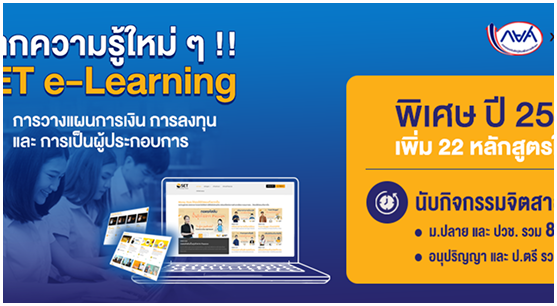 กความรู้ใหม่ ๆ !!
ET e-Learning
การวางแผนการเงิน การลงทุน
และ การเป็นผู้ประกอบการ
กยศ
x
พิเศษ ปี 25
เพิ่ม 22 หลักสูตร
นับกิจกรรมจิตสา
• ม.ปลาย และ ปวช. รวม 8
• อนุปริญญา และ ป.ตรี รว
SET